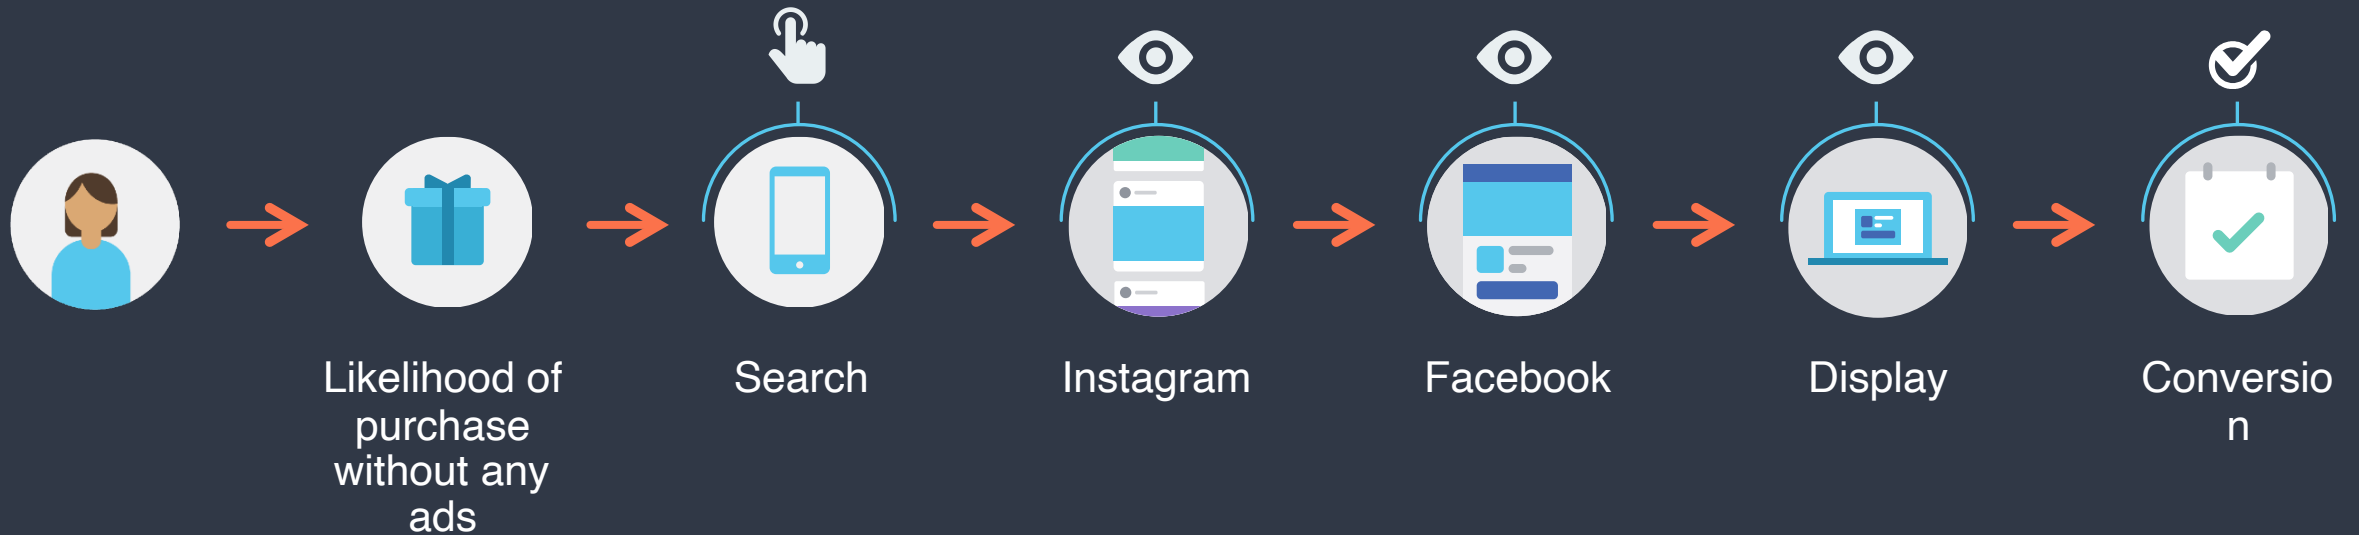 Likelihood of
purchase
without any
ads
Search
Instagram
Facebook
Display
Conversio
n